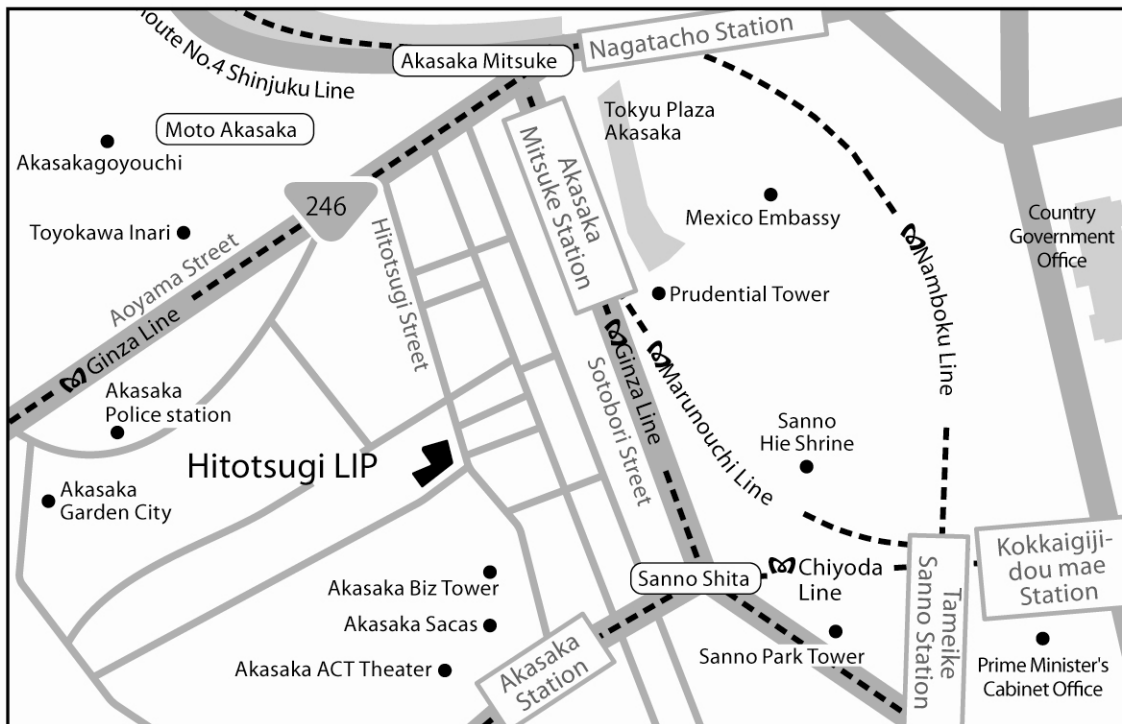 Route No.4 Shinjuku Line
Akasaka Mitsuke
Nagatacho Station
Moto Akasaka
Akasakagoyouchi
Tokyu Plaza
Akasaka
Akasaka
Mitsuke Station
246
Hitotsugi Street
Mexico Embassy
Toyokawa Inari
Aoyama Street
Country
Government
Office
Namboku Line
Prudential Tower
Ginza Line
Ginza Line
Marunouchi Line
Sotobori Street
Akasaka
Police station
Sanno
Hie Shrine
Hitotsugi LIP
Akasaka
Garden City
Kokkaigiji-
dou mae
Station
Akasaka Biz Tower
Sanno Shita
Chiyoda
Line
Tameike
Sanno Station
Akasaka Sacas
Akasaka
Station
Sanno Park Tower
Akasaka ACT Theater
Prime Minister's
Cabinet Office